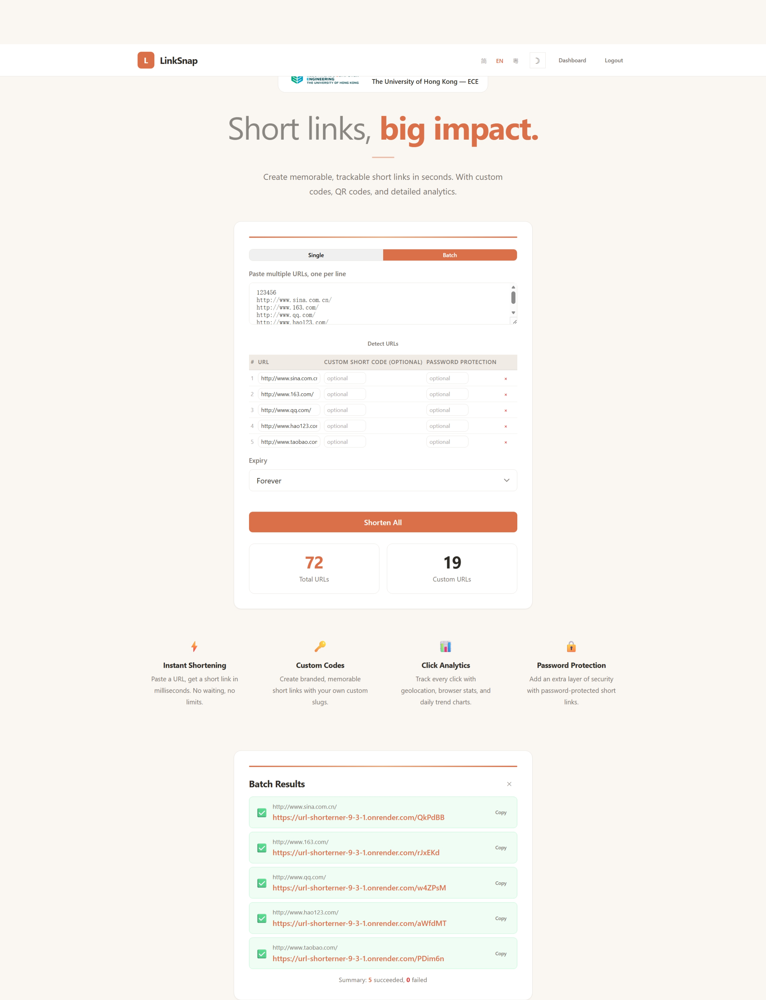 L LinkSnap 简 EN 粤 Dashboard Logout
ENGINEERING
THE UNIVERSITY OF HONG KONG
The University of Hong Kong — ECE
Short links, big impact.
Create memorable, trackable short links in seconds. With custom
codes, QR codes, and detailed analytics.
Single Batch
Paste multiple URLs, one per line
123456
http://www.sina.com.cn/
http://www.163.com/
http://www.qq.com/
http://www.hao123.com/
Detect URLs
# URL CUSTOM SHORT CODE (OPTIONAL) PASSWORD PROTECTION
1 http://www.sina.com.cn optional optional ×
2 http://www.163.com/ optional optional ×
3 http://www.qq.com/ optional optional ×
4 http://www.hao123.com optional optional ×
5 http://www.taobao.com optional optional ×
Expiry
Forever
Shorten All
72 19
Total URLs Custom URLs
Instant Shortening
Paste a URL, get a short link in
milliseconds. No waiting, no
limits.
Custom Codes
Create branded, memorable
short links with your own custom
slugs.
Click Analytics
Track every click with
geolocation, browser stats, and
daily trend charts.
Password Protection
Add an extra layer of security
with password-protected short
links.
Batch Results ×
http://www.sina.com.cn/
https://url-shorterner-9-3-1.onrender.com/QkPdBB Copy
http://www.163.com/
https://url-shorterner-9-3-1.onrender.com/rJxEKd Copy
http://www.qq.com/
https://url-shorterner-9-3-1.onrender.com/w4ZPsM Copy
http://www.hao123.com/
https://url-shorterner-9-3-1.onrender.com/aWfdMT Copy
http://www.taobao.com/
https://url-shorterner-9-3-1.onrender.com/PDim6n Copy
Summary: 5 succeeded, 0 failed